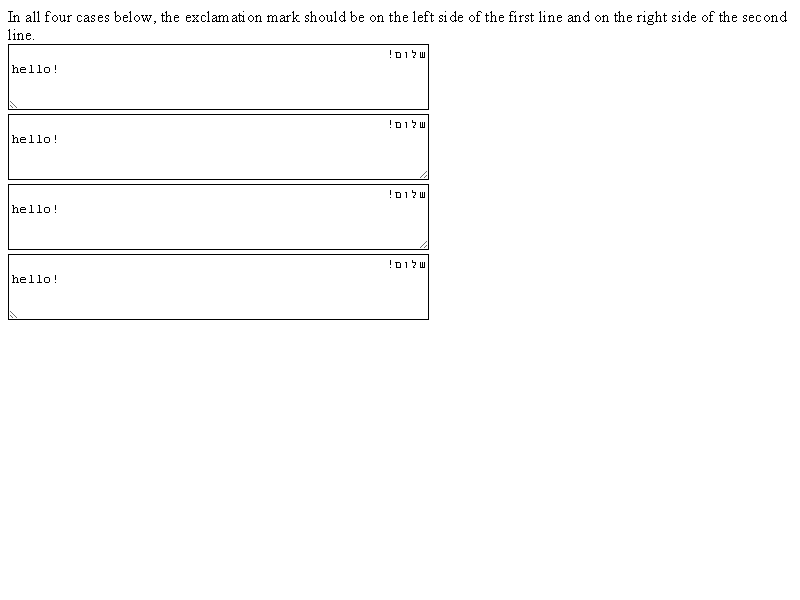 In all four cases below, the exclamation mark should be on the left side of the first line and on the right side of the second
line.
שלום!
hello!
שלום!
hello!
שלום!
hello!
שלום!
hello!